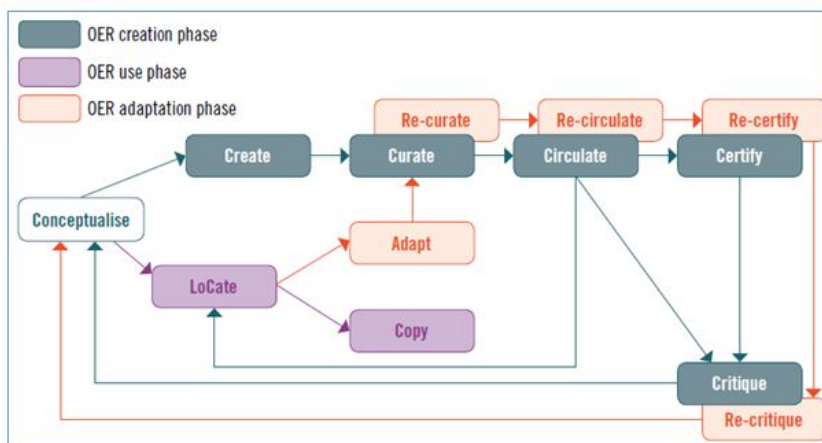 OER creation phase
OER use phase
OER adaptation phase
Re-curate
Re-circulate
Re-certify
Create
Curate
Circulate
Certify
Conceptualise
Adapt
LoCate
Copy
Critique
Re-critique